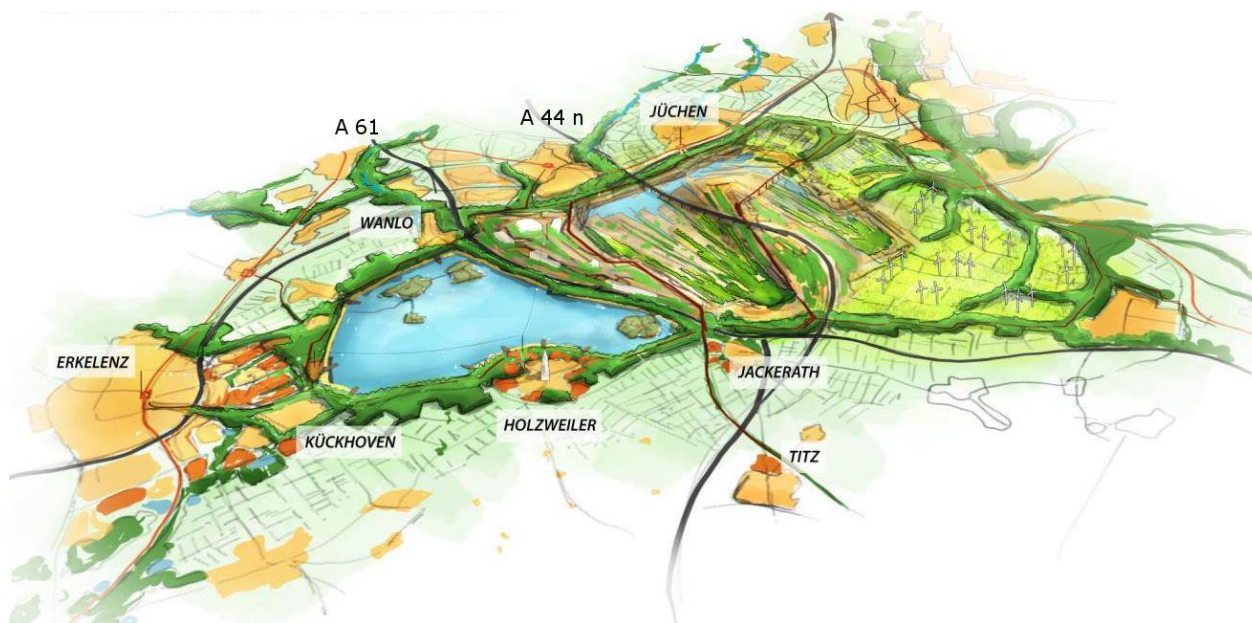 JÜCHEN
A 44 n
A 61
WANLO
ERKELENZ
JACKERATH
HOLZWEILER
KÜCKHOVEN
TITZ